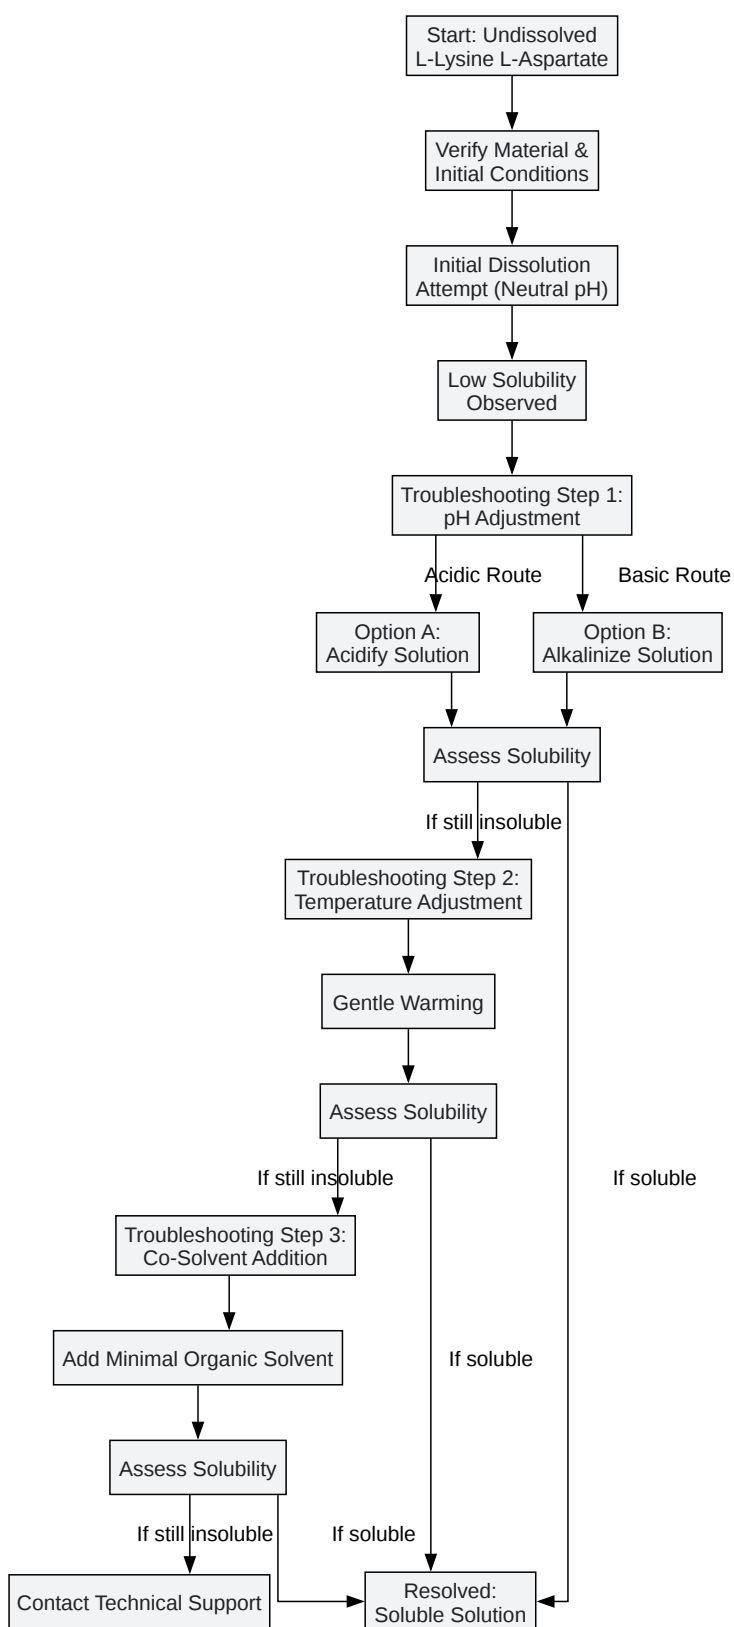 Start: Undissolved
L-Lysine L-Aspartate
Verify Material &
Initial Conditions
Initial Dissolution
Attempt (Neutral pH)
Low Solubility
Observed
Troubleshooting Step 1:
pH Adjustment
Acidic Route
Basic Route
Option A:
Acidify Solution
Option B:
Alkalinize Solution
Assess Solubility
If still insoluble
Troubleshooting Step 2:
Temperature Adjustment
Gentle Warming
Assess Solubility
If still insoluble
If soluble
Troubleshooting Step 3:
Co-Solvent Addition
Add Minimal Organic Solvent
If soluble
Assess Solubility
If still insoluble
If soluble
Contact Technical Support
Resolved:
Soluble Solution